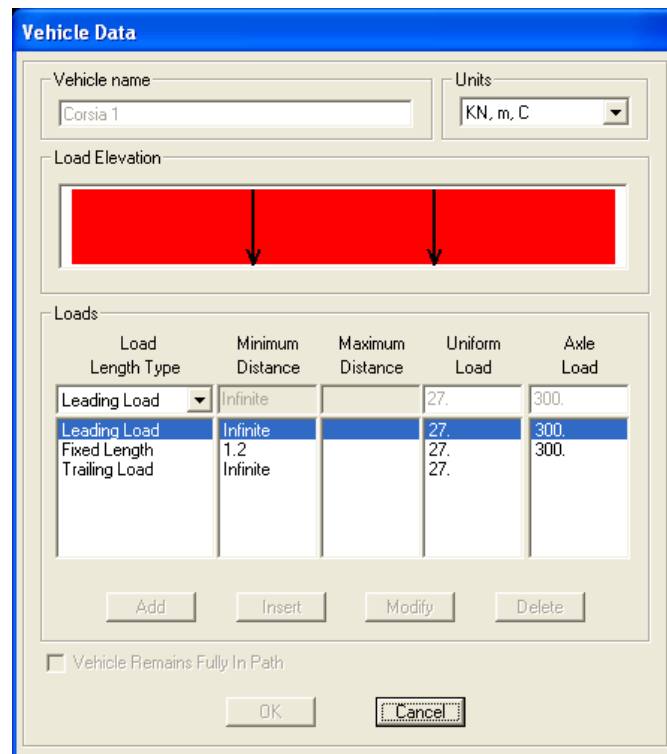 Vehicle Data
Vehicle name
Units
Corsia 1
KN, m, C
Load Elevation
Loads
Load Minimum Maximum Uniform Axle
Length Type Distance Distance Load Load
Leading Load Infinite 27. 300.
Leading Load Infinite 27. 300.
Fixed Length 1.2 27. 300.
Trailing Load Infinite 27.
Add Insert Modify Delete
Vehicle Remains Fully In Path
OK Cancel